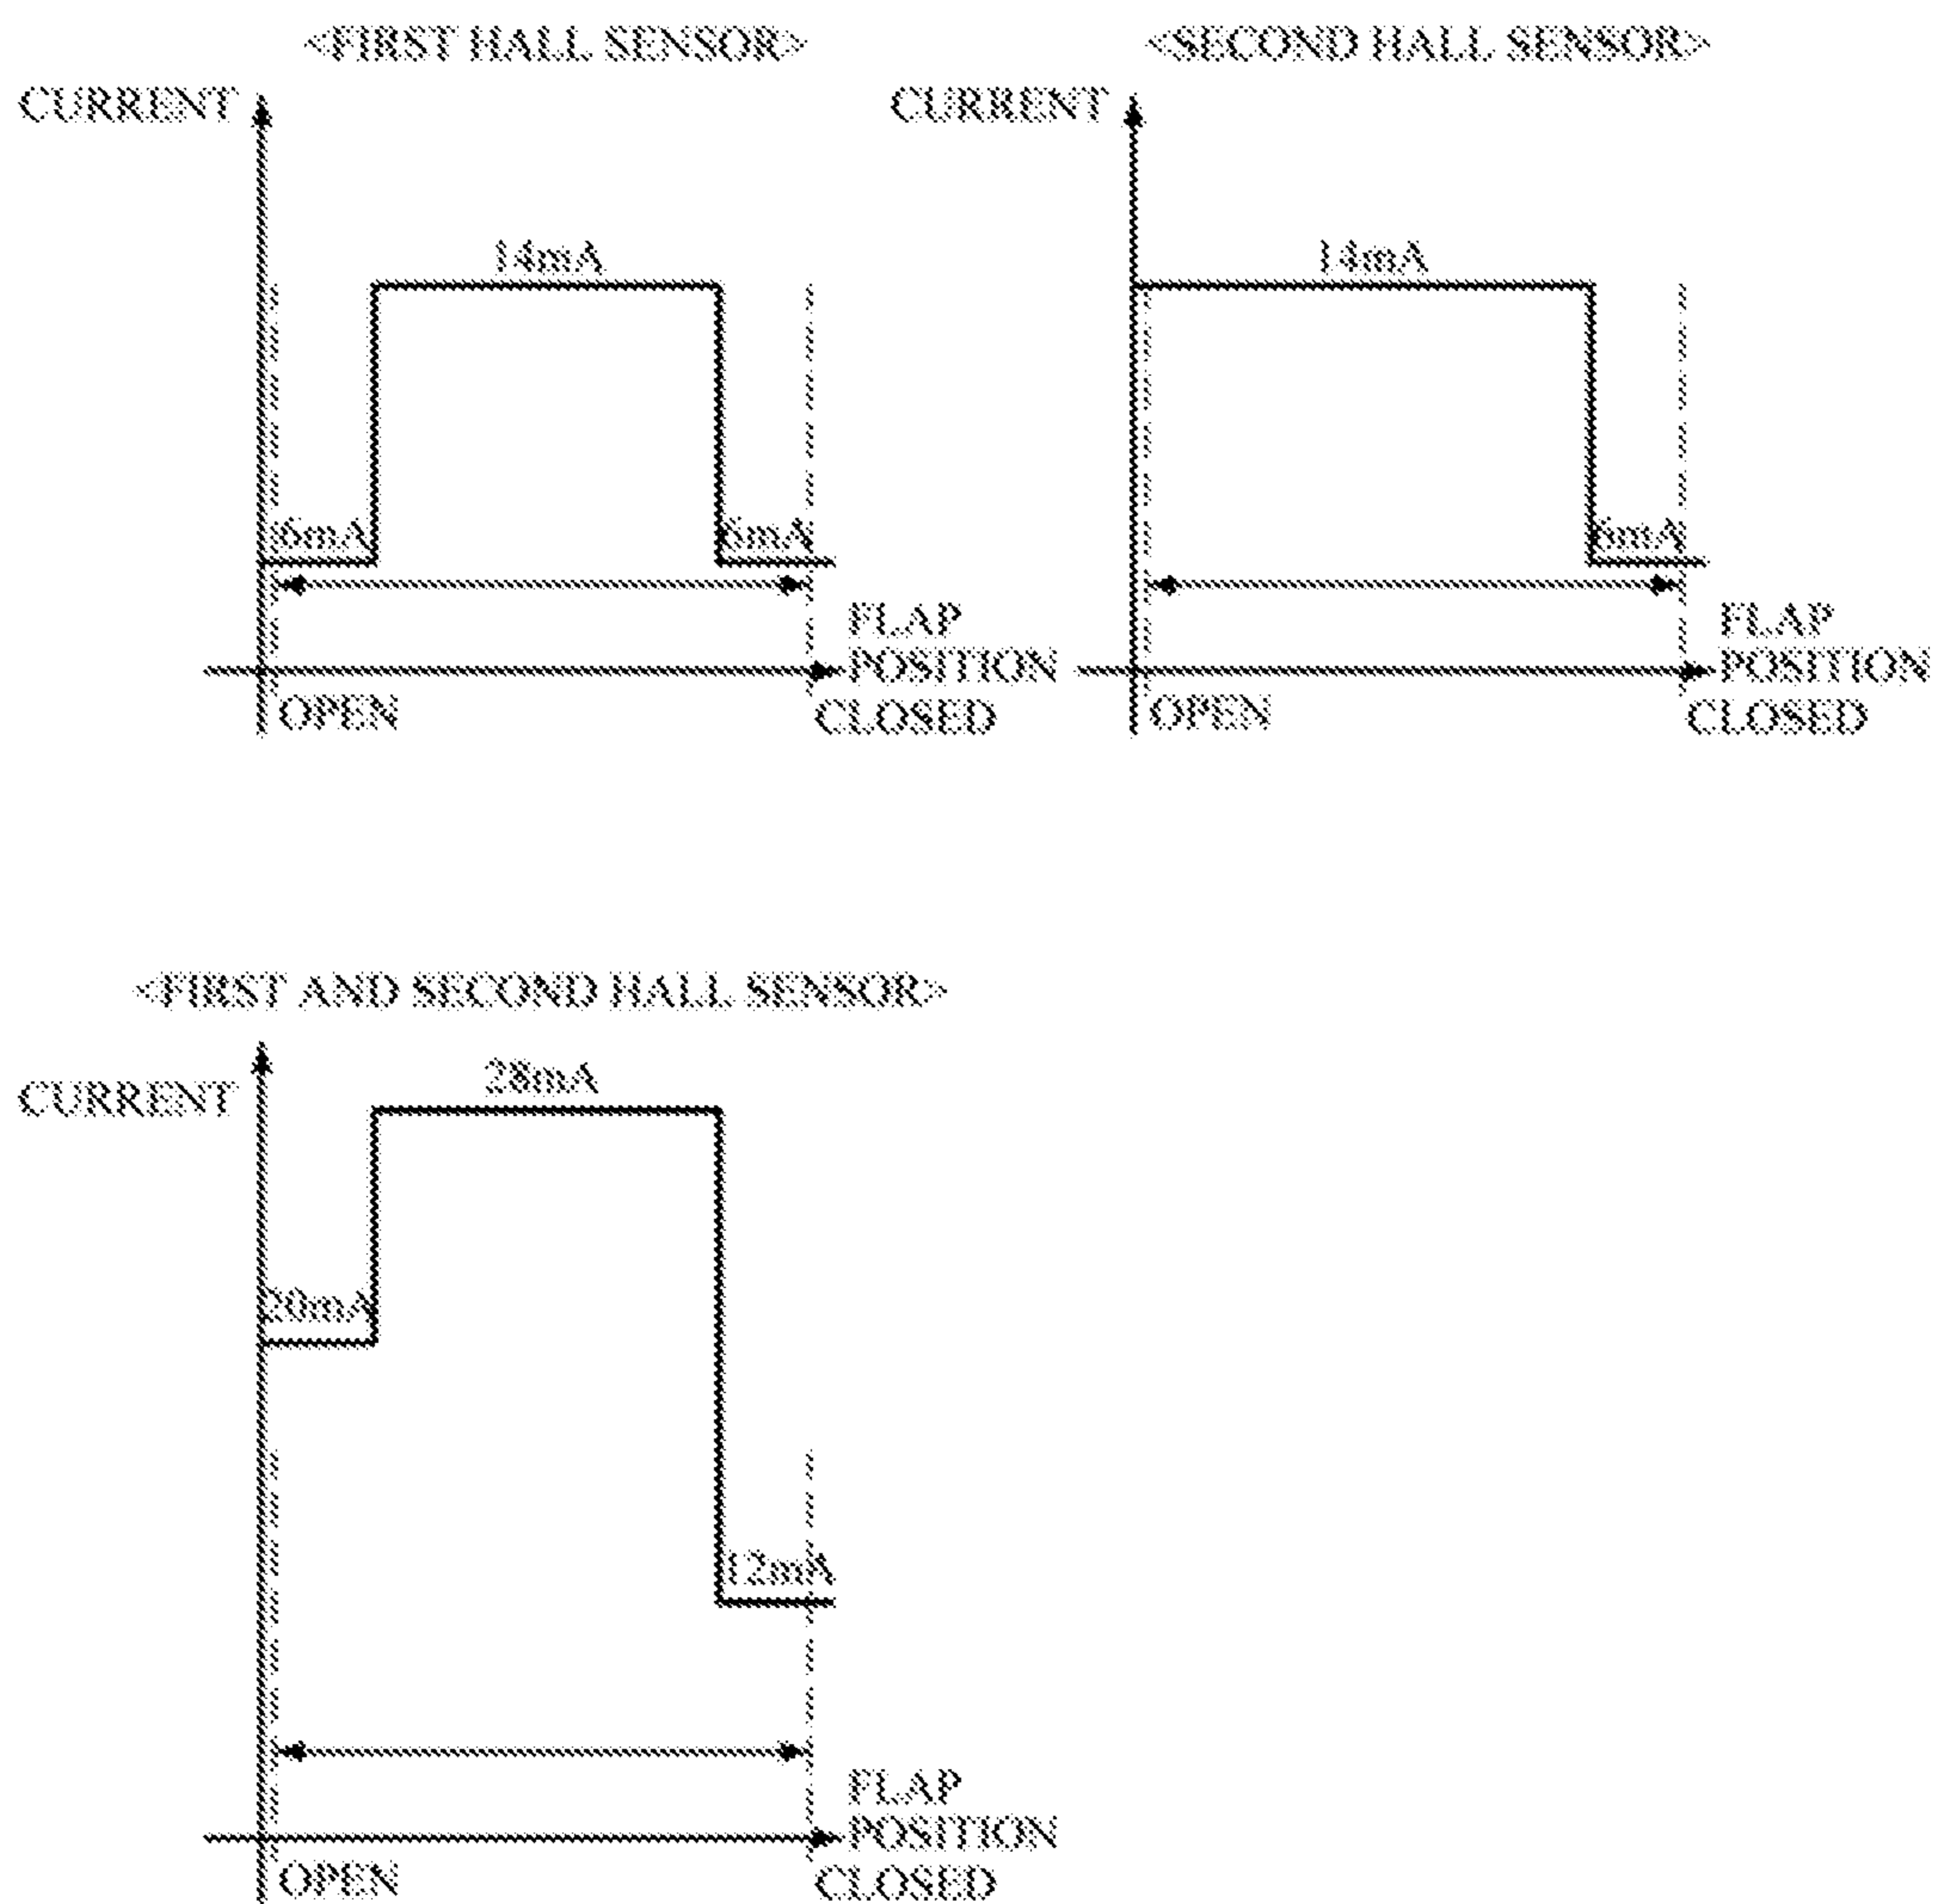 <FIRST HALL SENSOR>
CURRENT
14mA
6mA
6mA
FLAP
POSITION
OPEN
CLOSED
<SECOND HALL SENSOR>
CURRENT
14mA
6mA
FLAP
POSITION
OPEN
CLOSED
<FIRST AND SECOND HALL SENSOR>
CURRENT
28mA
20mA
12mA
FLAP
POSITION
OPEN
CLOSED